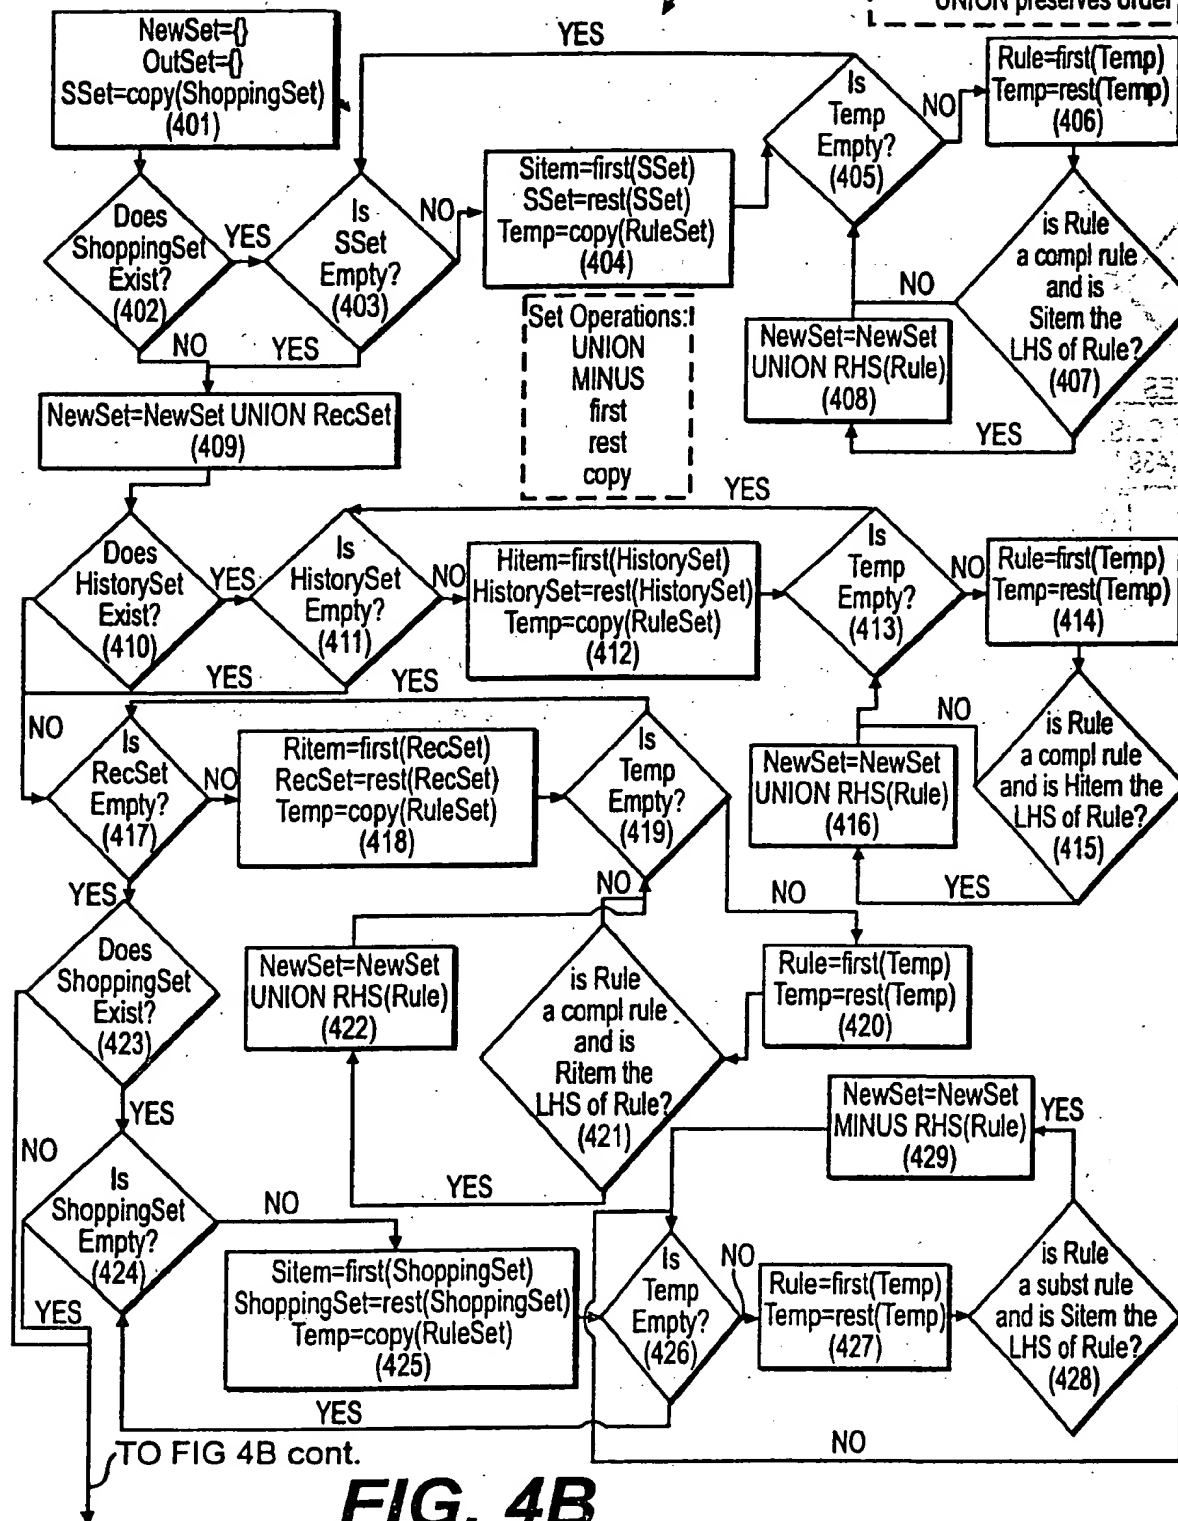 UNION preserves order
NewSet={}
OutSet={}
SSet=copy(ShoppingSet)
(401)
YES
Is
Temp
Empty?
(405)
NO
Rule=first(Temp)
Temp=rest(Temp)
(406)
Does
ShoppingSet
Exist?
(402)
YES
Is
SSet
Empty?
(403)
NO
Sitem=first(SSet)
SSet=rest(SSet)
Temp=copy(RuleSet)
(404)
is Rule
a compl rule
and is
Sitem the
LHS of Rule?
(407)
NO
YES
NewSet=NewSet
UNION RHS(Rule)
(408)
NO
YES
Set Operations:
UNION
MINUS
first
rest
copy
NewSet=NewSet UNION RecSet
(409)
YES
Does
HistorySet
Exist?
(410)
YES
Is
HistorySet
Empty?
(411)
NO
Hitem=first(HistorySet)
HistorySet=rest(HistorySet)
Temp=copy(RuleSet)
(412)
Is
Temp
Empty?
(413)
NO
Rule=first(Temp)
Temp=rest(Temp)
(414)
YES
YES
NO
NO
is Rule
a compl rule
and is Hitem the
LHS of Rule?
(415)
YES
NewSet=NewSet
UNION RHS(Rule)
(416)
Is
RecSet
Empty?
(417)
NO
Ritem=first(RecSet)
RecSet=rest(RecSet)
Temp=copy(RuleSet)
(418)
Is
Temp
Empty?
(419)
NO
YES
NO
Does
ShoppingSet
Exist?
(423)
NewSet=NewSet
UNION RHS(Rule)
(422)
is Rule
a compl rule
and is
Ritem the
LHS of Rule?
(421)
Rule=first(Temp)
Temp=rest(Temp)
(420)
YES
NO
YES
NewSet=NewSet
MINUS RHS(Rule)
(429)
YES
Is
ShoppingSet
Empty?
(424)
NO
YES
Sitem=first(ShoppingSet)
ShoppingSet=rest(ShoppingSet)
Temp=copy(RuleSet)
(425)
Is
Temp
Empty?
(426)
NO
Rule=first(Temp)
Temp=rest(Temp)
(427)
is Rule
a subst rule
and is Sitem the
LHS of Rule?
(428)
YES
NO
TO FIG 4B cont.
FIG. 4B